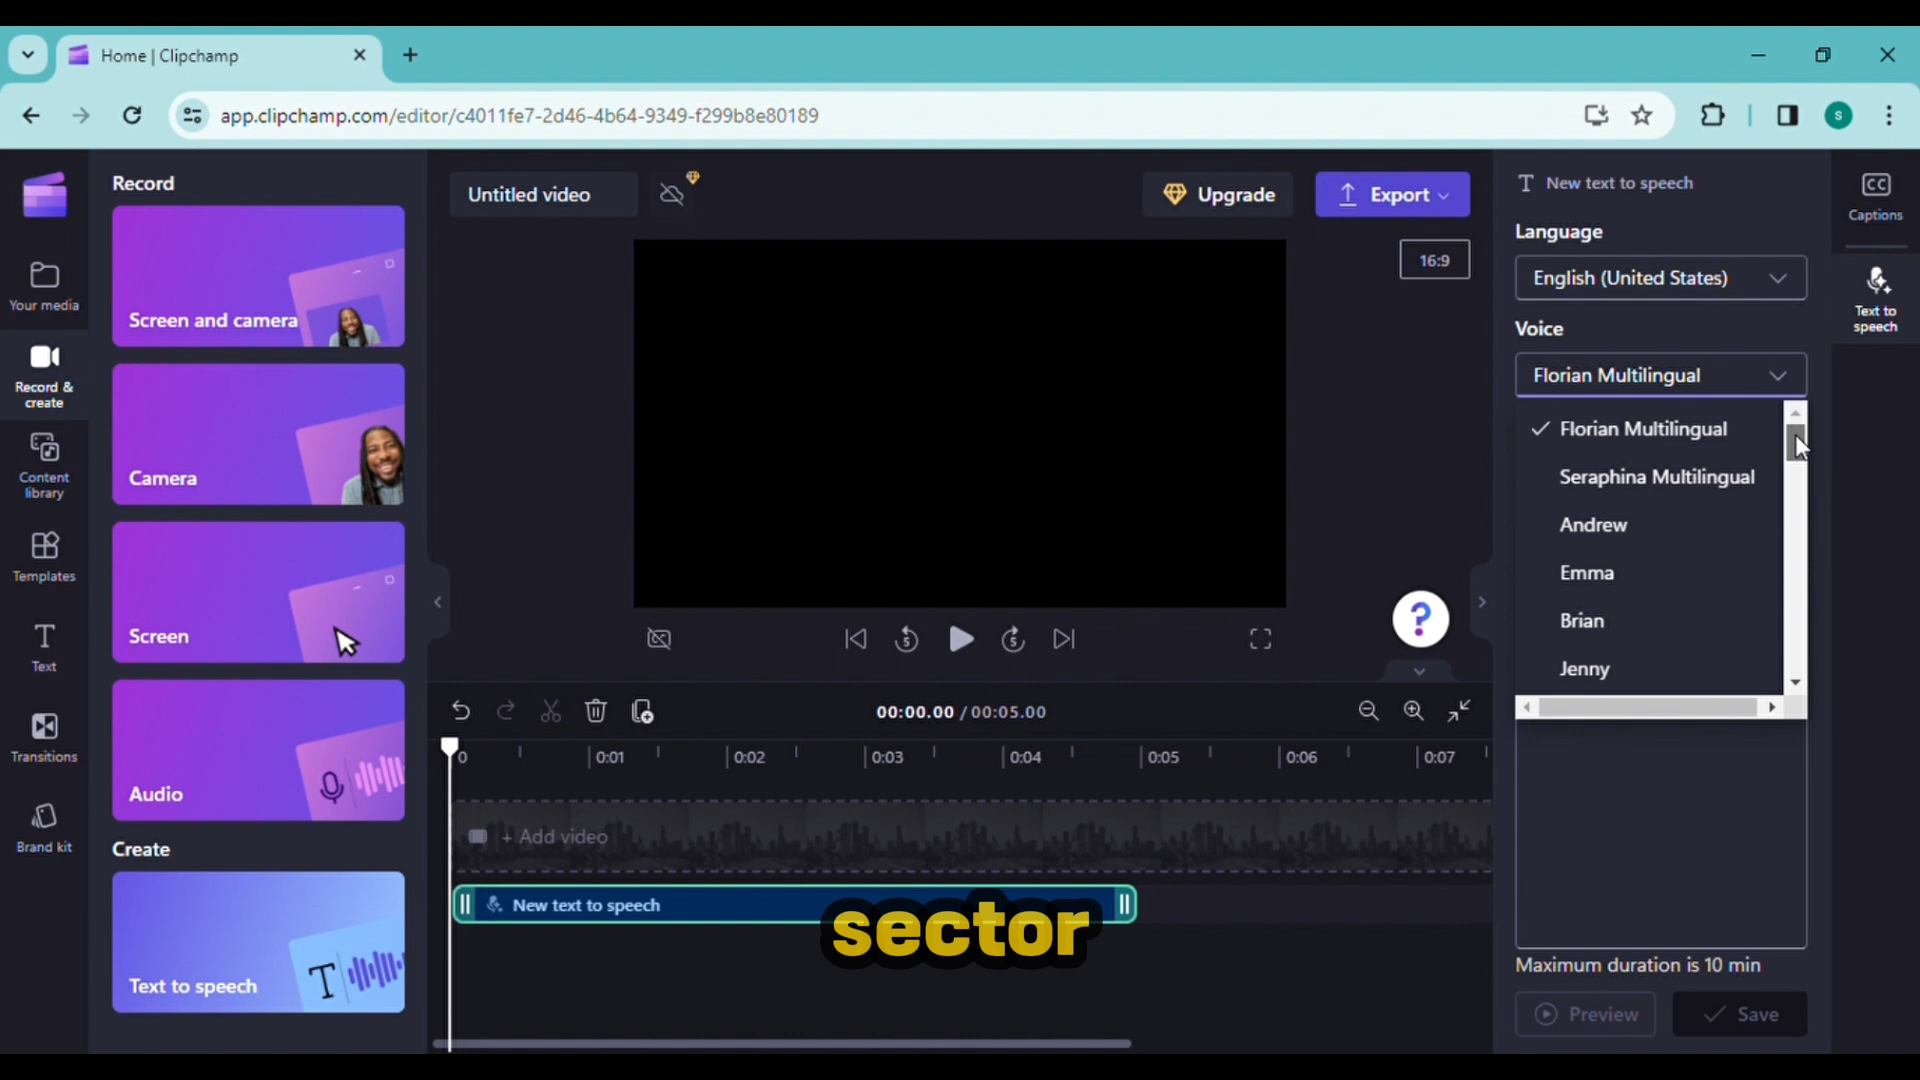 Home | Clipchamp
app.clipchamp.com/editor/c4011fe7-2d46-4b64-9349-f299b8e80189
S
Your media
Record &
create
Content
library
Templates
Text
Transitions
Brand kit
Record
Screen and camera
Camera
Screen
Audio
Create
Text to speech
Untitled video
Upgrade
Export
16:9
?
5
5
00:00.00 / 00:05.00
0
0:01
0:02
0:03
0:04
0:05
0:06
0:07
+ Add video
New text to speech
sector
New text to speech
Language
English (United States)
Voice
Florian Multilingual
Florian Multilingual
Seraphina Multilingual
Andrew
Emma
Brian
Jenny
Maximum duration is 10 min
Preview
Save
CC
Captions
Text to
speech